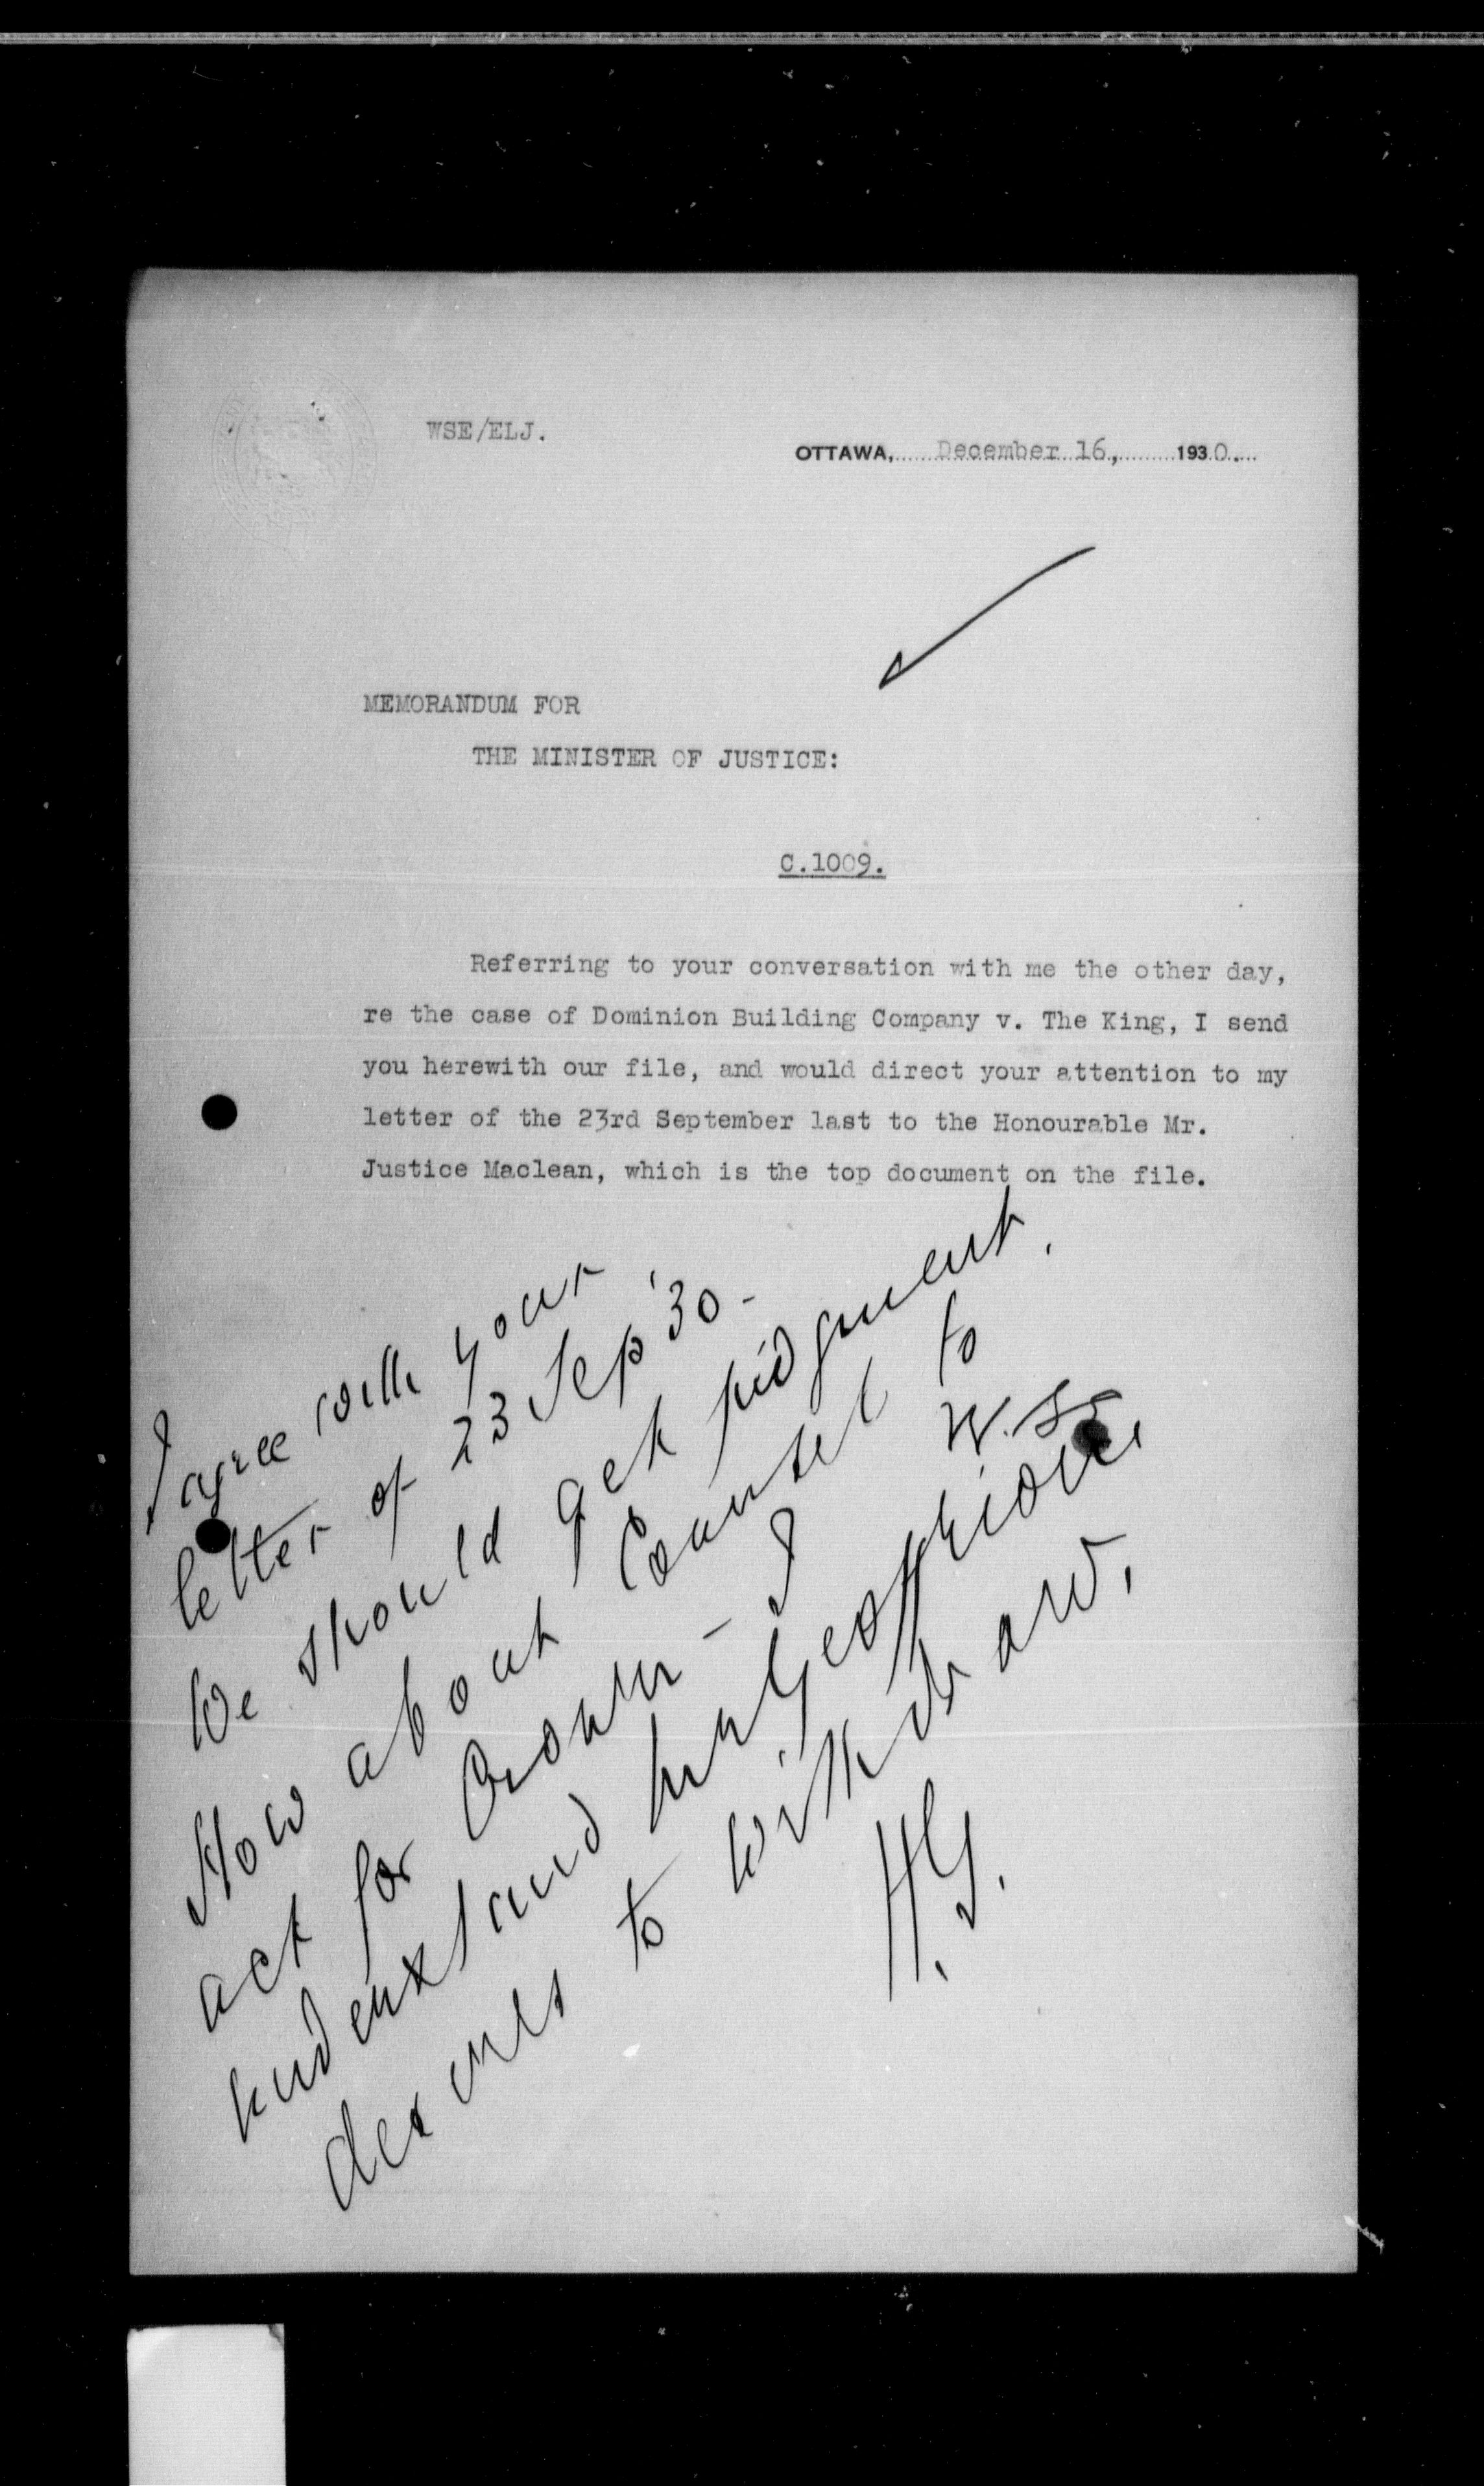 WSE/ELJ.
OTTAWA, December 16, 1930.
MEMORANDUM FOR
THE MINISTER OF JUSTICE:
C.1009.
Referring to your conversation with me the other day,
re the case of Dominion Building Company v. The King, I send
you herewith our file, and would direct your attention to my
letter of the 23rd September last to the Honourable Mr.
Justice Maclean, which is the top document on the file.
W.SE
I agree with your
letter of 23 Sep '30-
We should get judgment.
How about Counsel to
act for Crown - I
understand Mr Geoffrion
desires to withdraw.
H.G.